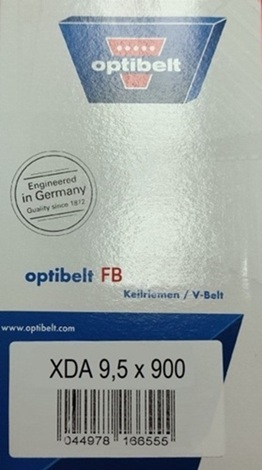 optibelt
Engineered
in Germany
Quality since 1872
optibelt FB
Keilriemen / V-Belt
www.optibelt.com
XDA 9,5 x 900
044978 166555